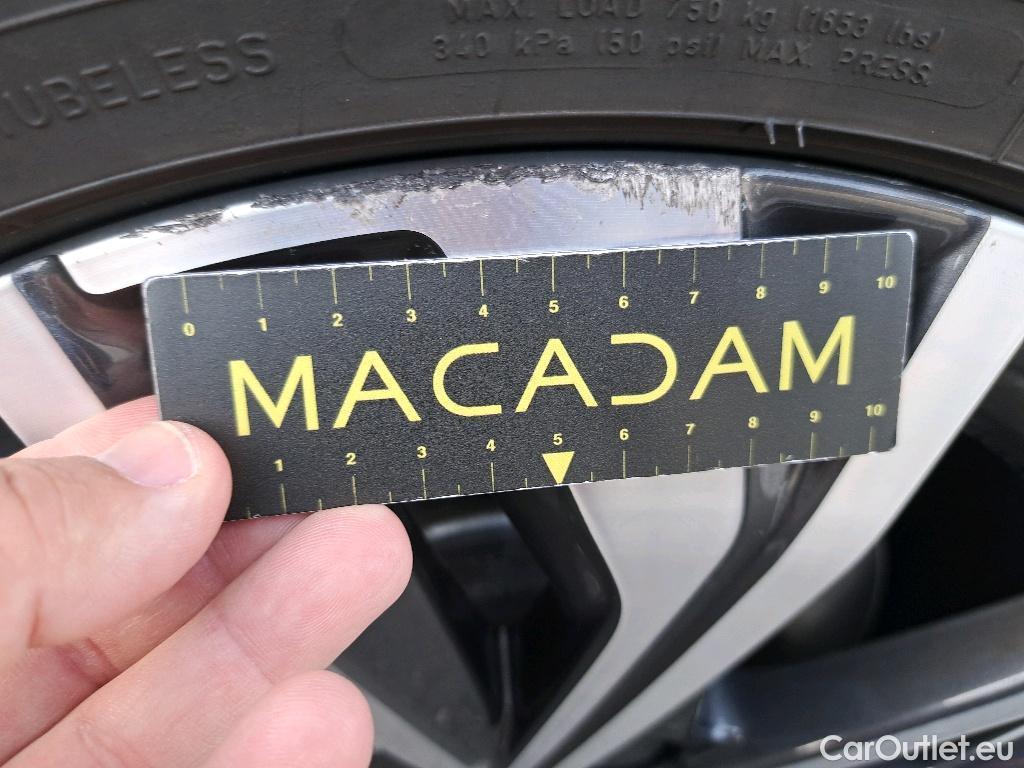 TUBELESS
MAX. LOAD 750 kg (1653 lbs)
340 kPa (50 psi) MAX. PRESS.
0 1 2 3 4 5 6 7 8 9 10
MACADAM
1 2 3 4 5 6 7 8 9 10
CarOutlet.eu